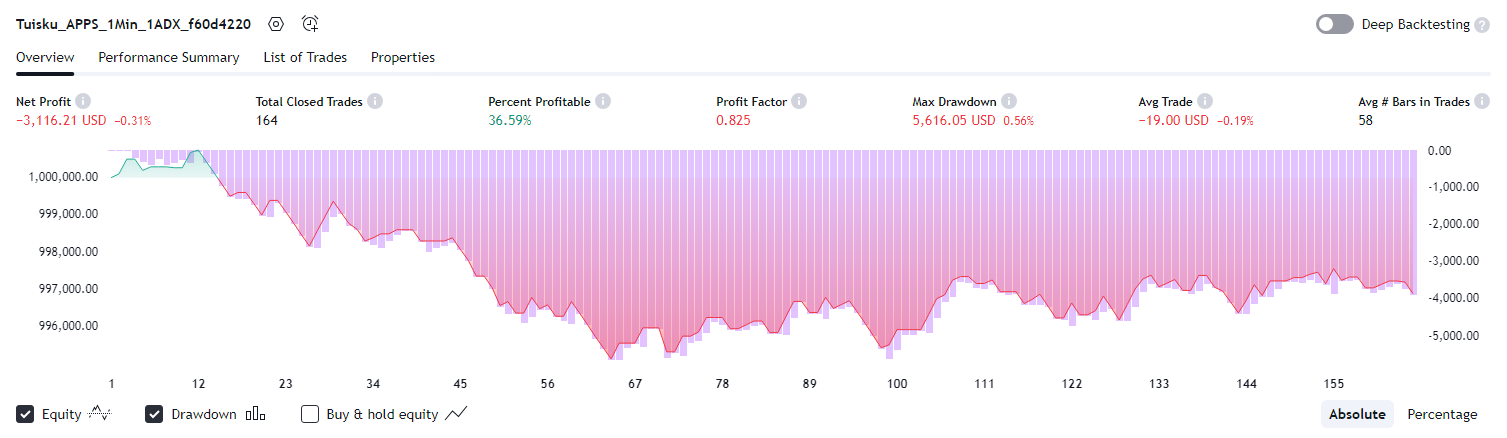 Tuisku_APPS_1Min_1ADX_f60d4220
Deep Backtesting ?
Overview Performance Summary List of Trades Properties
Net Profit i Total Closed Trades i Percent Profitable i Profit Factor i Max Drawdown i Avg Trade i Avg # Bars in Trades i
−3,116.21 USD −0.31% 164 36.59% 0.825 5,616.05 USD 0.56% −19.00 USD −0.19% 58
0.00
1,000,000.00 -1,000.00
999,000.00 -2,000.00
998,000.00 -3,000.00
997,000.00 -4,000.00
996,000.00 -5,000.00
1 12 23 34 45 56 67 78 89 100 111 122 133 144 155
Equity Drawdown Buy & hold equity Absolute Percentage